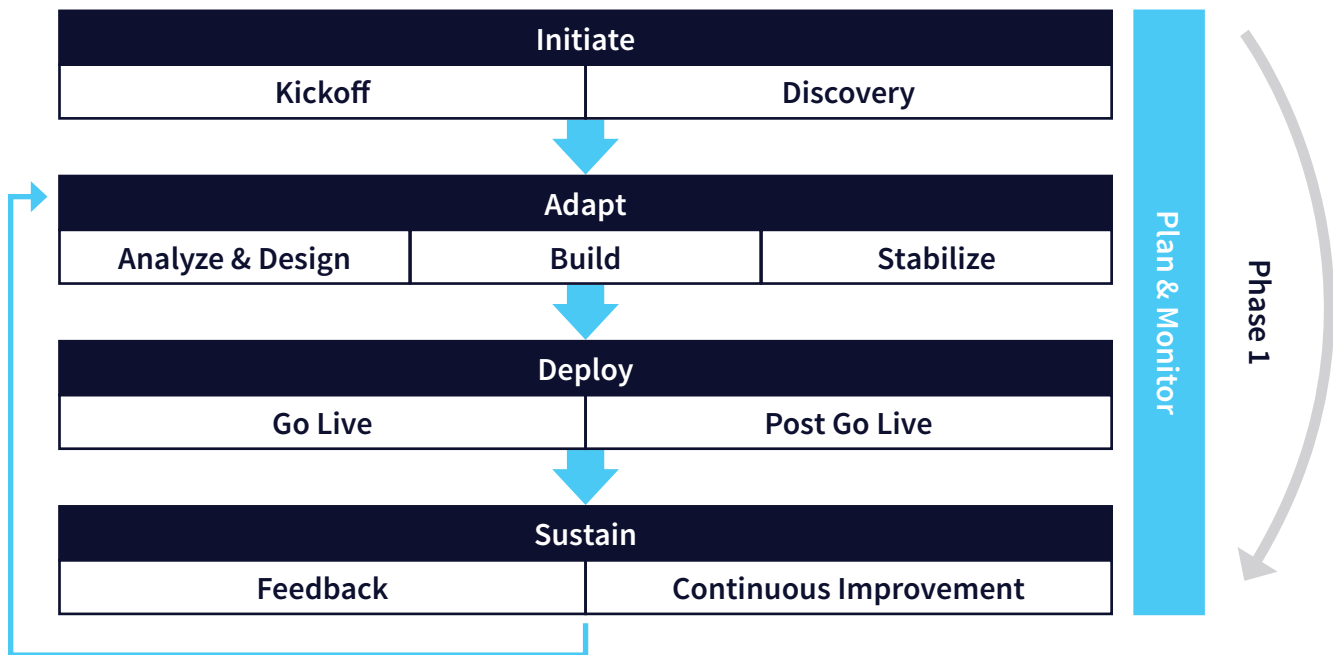 Initiate
Kickoff
Discovery
Adapt
Analyze & Design
Build
Stabilize
Deploy
Go Live
Post Go Live
Sustain
Feedback
Continuous Improvement
Plan & Monitor
Phase 1